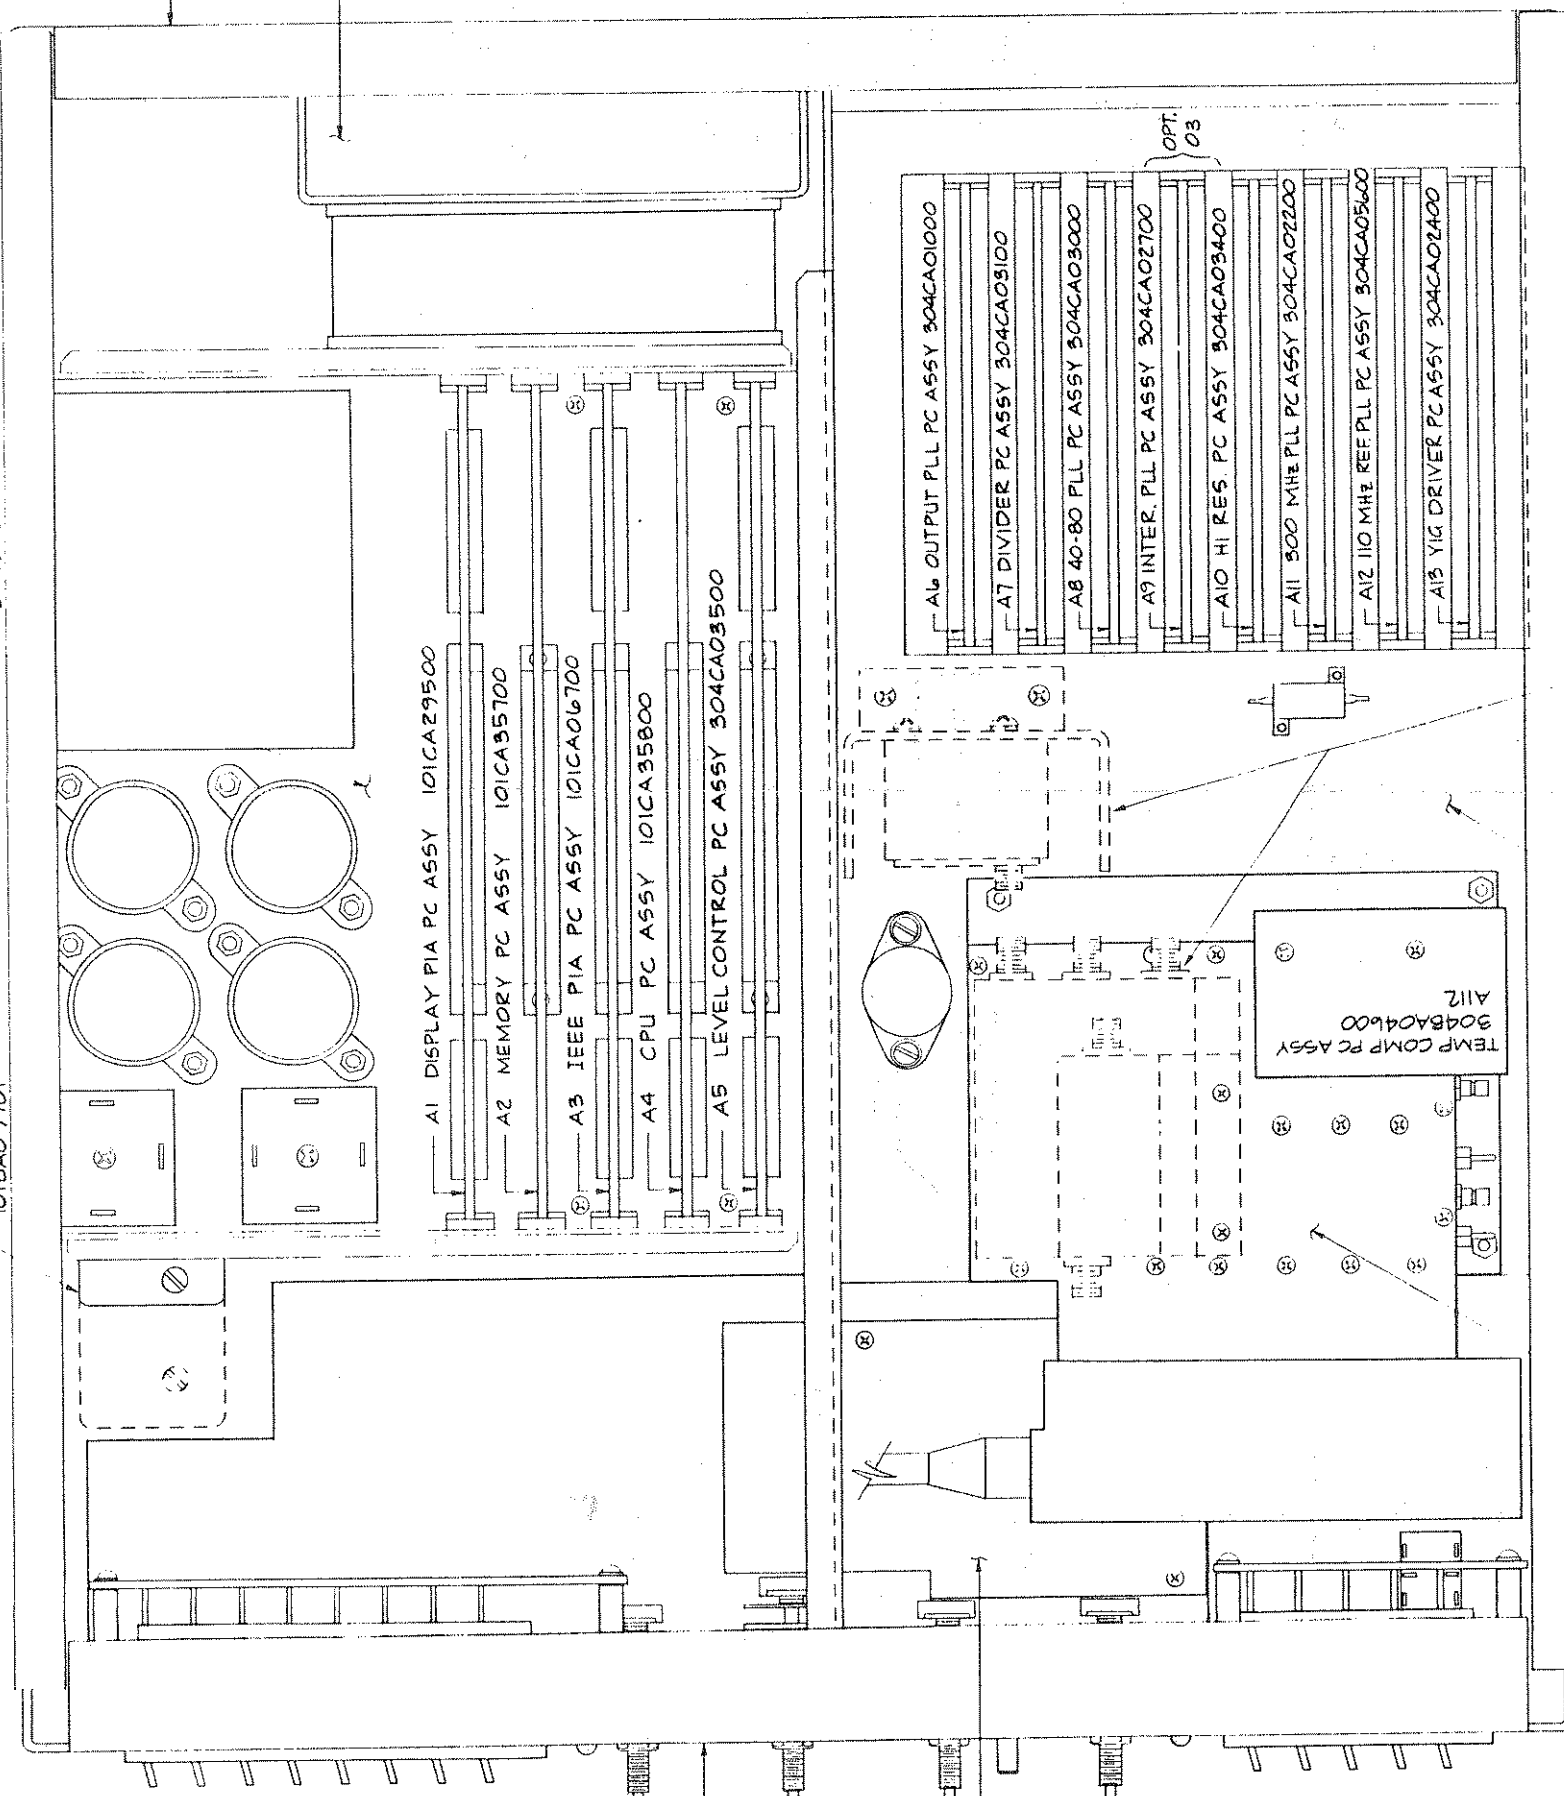 OPT.
03
A6 OUTPUT PLL PC ASSY 304CA01000
A7 DIVIDER PC ASSY 304CA03100
A8 40-80 PLL PC ASSY 304CA03000
A9 INTER. PLL PC ASSY 304CA02700
A10 HI RES. PC ASSY 304CA03400
A11 300 MHz PLL PC ASSY 304CA02200
A12 110 MHz REF. PLL PC ASSY 304CA05600
A13 YIG DRIVER PC ASSY 304CA02400
A1 DISPLAY PIA PC ASSY 101CA29500
A2 MEMORY PC ASSY 101CA35700
A3 IEEE PIA PC ASSY 101CA06700
A4 CPU PC ASSY 101CA35800
A5 LEVEL CONTROL PC ASSY 304CA03500
TEMP COMP PC ASSY
304BA04600
A112